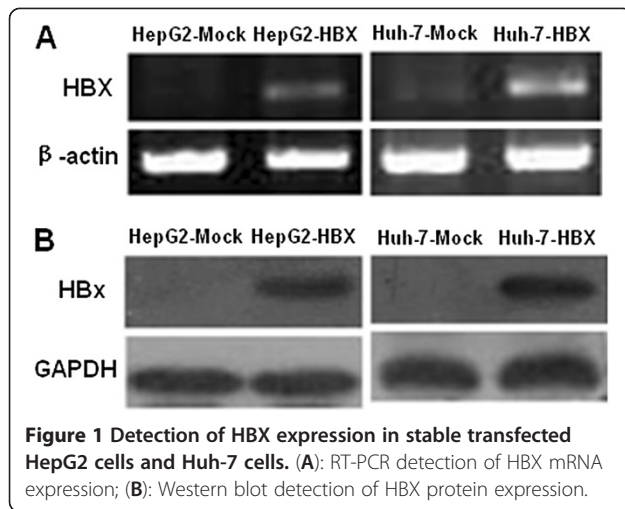 A
HepG2-Mock HepG2-HBX Huh-7-Mock Huh-7-HBX
HBX
β-actin
B
HepG2-Mock HepG2-HBX Huh-7-Mock Huh-7-HBX
HBx
GAPDH
Figure 1 Detection of HBX expression in stable transfected
HepG2 cells and Huh-7 cells. (A): RT-PCR detection of HBX mRNA
expression; (B): Western blot detection of HBX protein expression.